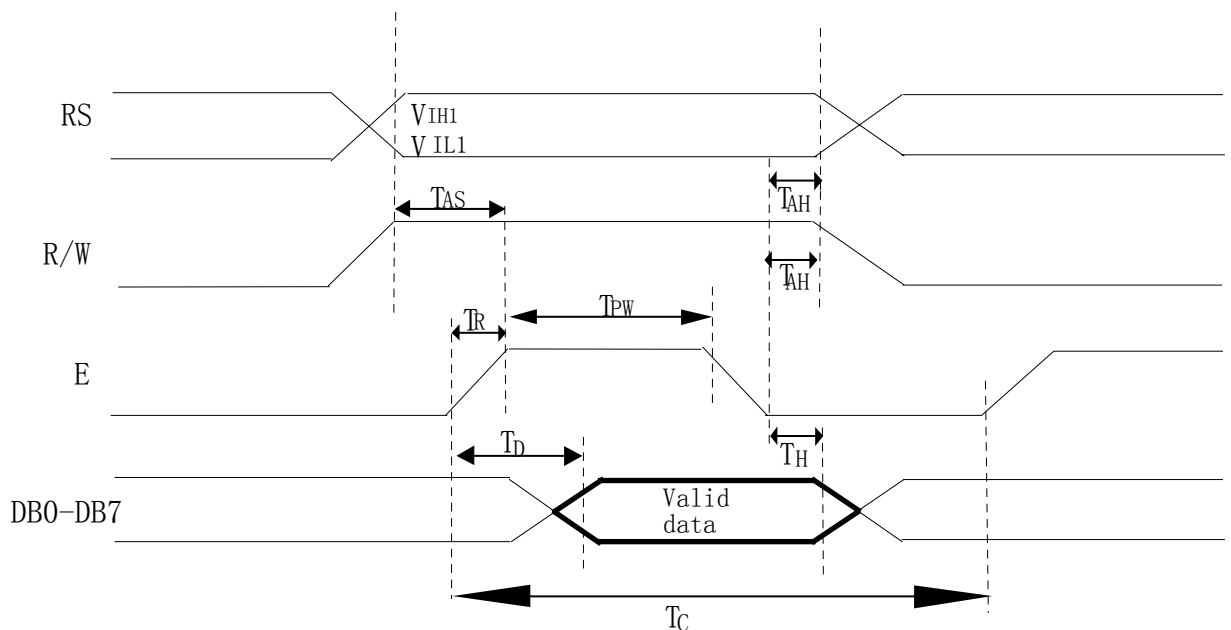 RS
VIH1
VIL1
TAS
TAH
R/W
TAH
TR
TPW
E
TD
TH
DB0-DB7
Valid
data
TC